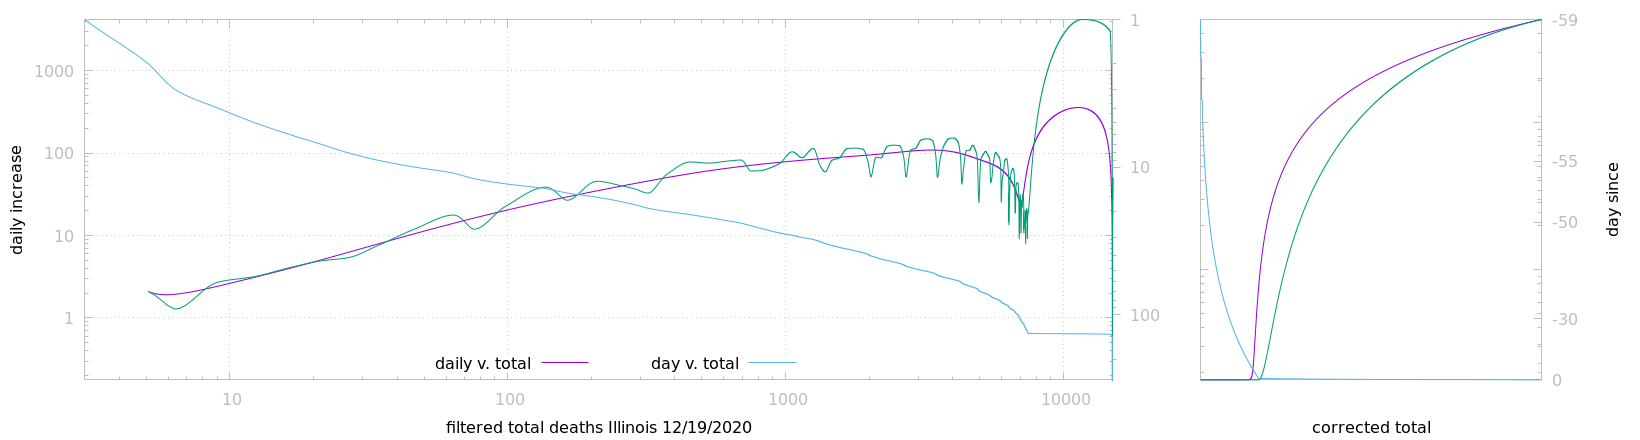 1 -59
1000
100 10 -55
daily increase day since
-50
10
1 100 -30
daily v. total day v. total 0
10 100 1000 10000
filtered total deaths Illinois 12/19/2020 corrected total